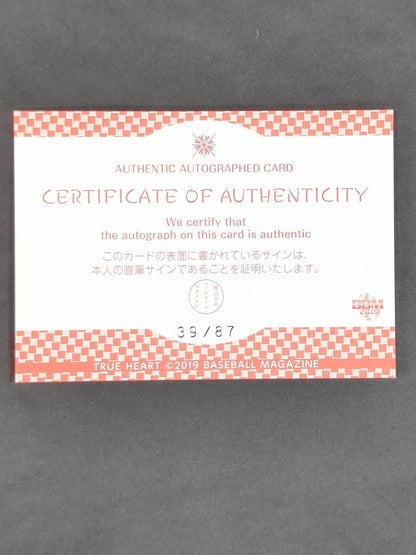 AUTHENTIC AUTOGRAPHED CARD
CERTIFICATE OF AUTHENTICITY
We certify that
the autograph on this card is authentic
このカードの表面に書かれているサインは、
本人の直筆サインであることを証明いたします。
BBM
2019
39/87
TRUE HEART ©2019 BASEBALL MAGAZINE